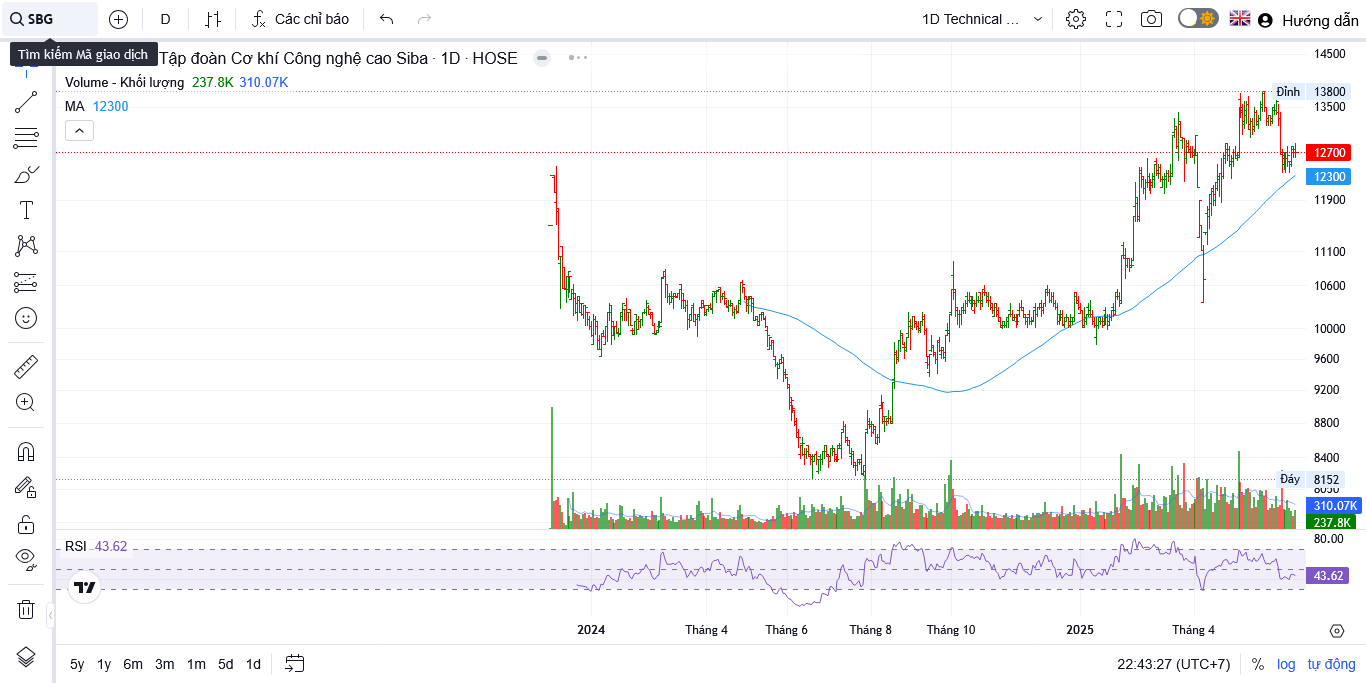 SBG
D
Các chỉ báo
1D Technical ...
Hướng dẫn
Tìm kiếm Mã giao dịch
Tập đoàn Cơ khí Công nghệ cao Siba · 1D · HOSE
Volume - Khối lượng 237.8K 310.07K
MA 12300
14500
Đỉnh 13800
13500
12700
12300
11900
11100
10600
10000
9600
9200
8800
8400
Đáy 8152
8050
310.07K
237.8K
RSI 43.62
80.00
43.62
2024 Tháng 4 Tháng 6 Tháng 8 Tháng 10 2025 Tháng 4
5y 1y 6m 3m 1m 5d 1d
22:43:27 (UTC+7) % log tự động